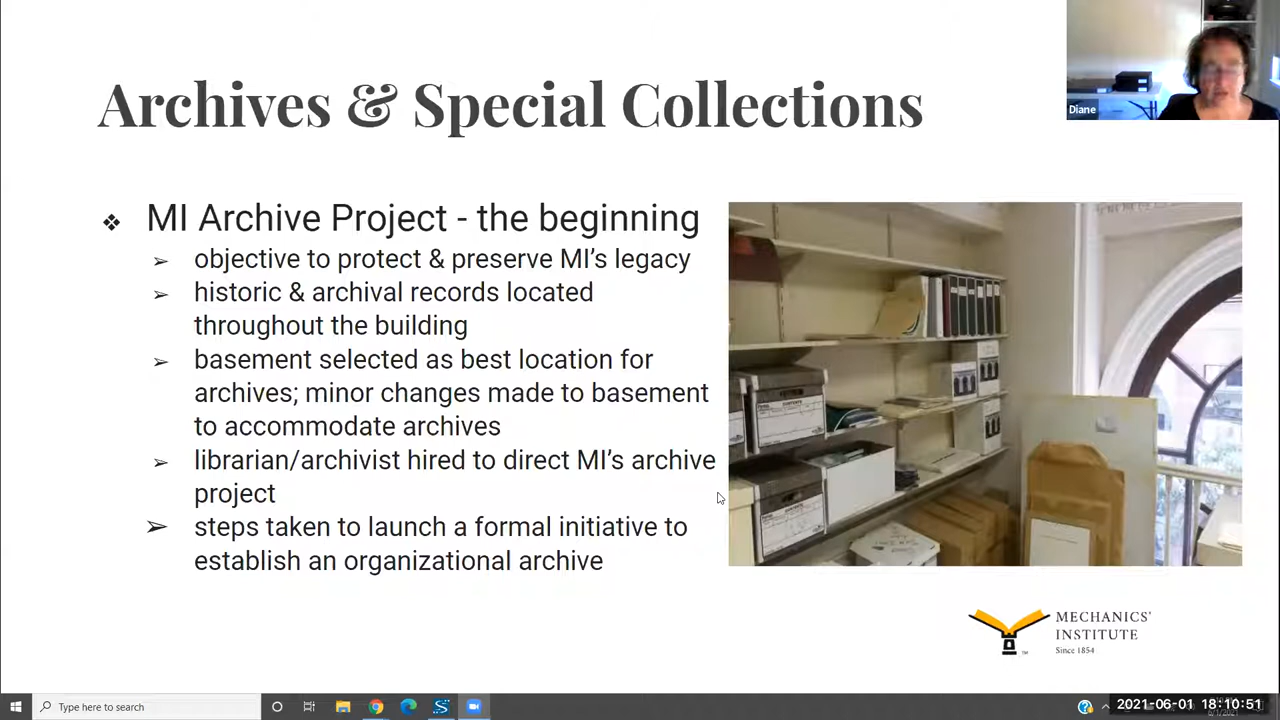 Archives & Special Collections
Diane
❖ MI Archive Project - the beginning
➢ objective to protect & preserve MI's legacy
➢ historic & archival records located
throughout the building
➢ basement selected as best location for
archives; minor changes made to basement
to accommodate archives
➢ librarian/archivist hired to direct MI's archive
project
➢ steps taken to launch a formal initiative to
establish an organizational archive
CONTENTS
MECHANICS'
INSTITUTE
Since 1854
TM
Type here to search
2021-06-01 18:10:51